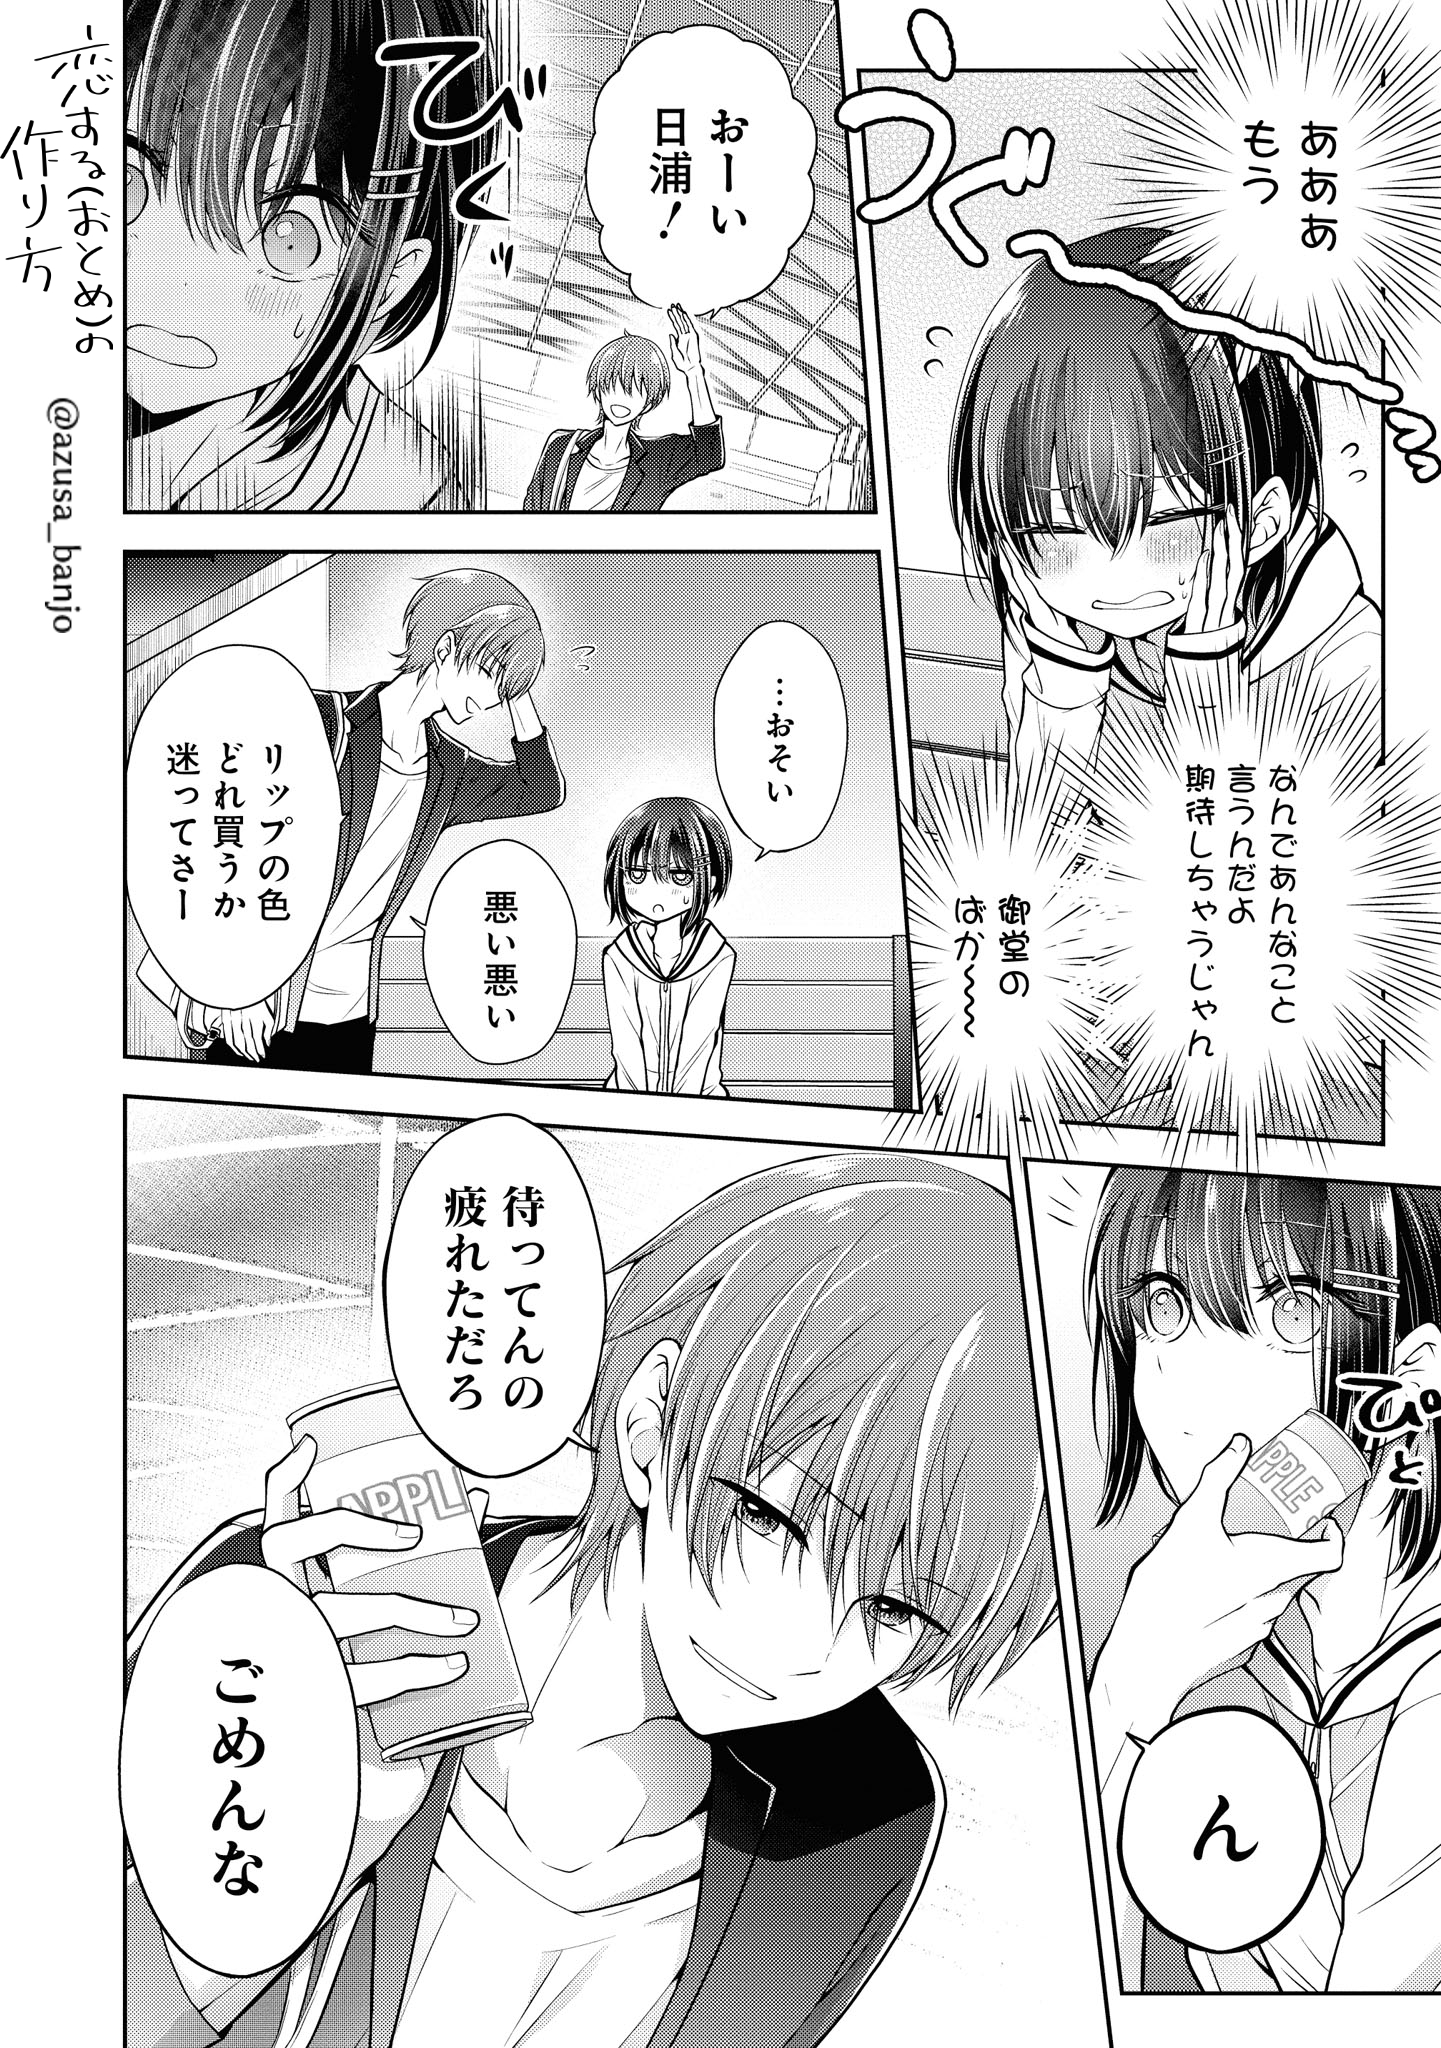 あああ
もう
うぐぐ
なんであんなこと
言うんだよ
期待しちゃうじゃん
御堂の
ばか〜〜〜
おーい
日浦！
びくっ
…おそい
悪い悪い
リップの色
どれ買うか
迷ってさー
ぴと
APPLE S
ん
待ってんの
疲れただろ
APPL
ごめんな
恋する(おとめ)の
作り方
@azusa_banjo